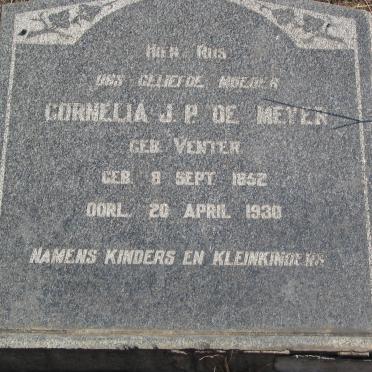 HIER RUS
ONS GELIEFDE MOEDER
CORNELIA J. P. DE MEYER
GEB. VENTER
GEB. 8 SEPT. 1852
OORL. 20 APRIL 1930
NAMENS KINDERS EN KLEINKINDERS